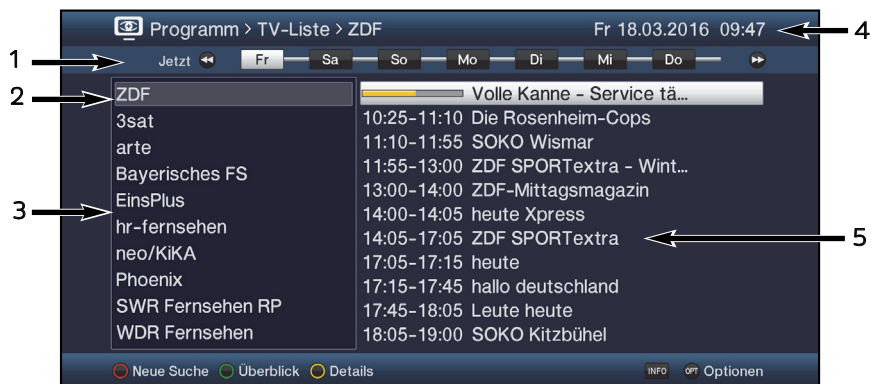 Programm > TV-Liste > ZDF Fr 18.03.2016 09:47 4
1 Jetzt Fr Sa So Mo Di Mi Do
2 ZDF
3sat
arte
Bayerisches FS
3 EinsPlus
hr-fernsehen
neo/KiKA
Phoenix
SWR Fernsehen RP
WDR Fernsehen
Volle Kanne - Service tä...
10:25-11:10 Die Rosenheim-Cops
11:10-11:55 SOKO Wismar
11:55-13:00 ZDF SPORTextra - Wint...
13:00-14:00 ZDF-Mittagsmagazin
14:00-14:05 heute Xpress
14:05-17:05 ZDF SPORTextra 5
17:05-17:15 heute
17:15-17:45 hallo deutschland
17:45-18:05 Leute heute
18:05-19:00 SOKO Kitzbühel
Neue Suche Überblick Details INFO OPT Optionen